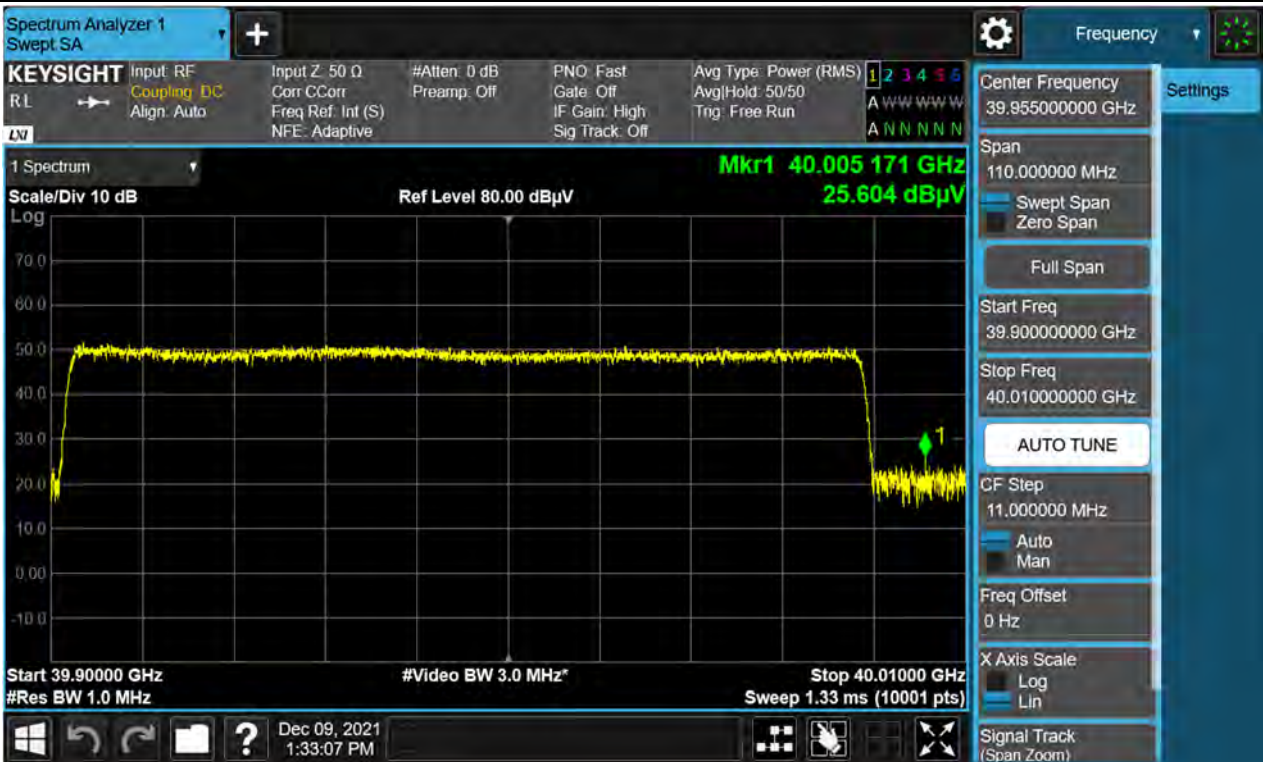 Spectrum Analyzer 1
Swept SA
+
Frequency
KEYSIGHT
RL
LXI
Input: RF
Coupling: DC
Align: Auto
Input Z: 50 Ω
Corr CCorr
Freq Ref: Int (S)
NFE: Adaptive
#Atten: 0 dB
Preamp: Off
PNO: Fast
Gate: Off
IF Gain: High
Sig Track: Off
Avg Type: Power (RMS)
Avg|Hold: 50/50
Trig: Free Run
1 2 3 4 5 6
A W W W W W
A N N N N N
1 Spectrum
Scale/Div 10 dB
Log
Ref Level 80.00 dBµV
Mkr1 40.005 171 GHz
25.604 dBµV
70.0
60.0
50.0
40.0
30.0
20.0
10.0
0.00
-10.0
1
Start 39.90000 GHz
#Res BW 1.0 MHz
#Video BW 3.0 MHz*
Stop 40.01000 GHz
Sweep 1.33 ms (10001 pts)
?
Dec 09, 2021
1:33:07 PM
Center Frequency
39.955000000 GHz
Settings
Span
110.000000 MHz
Swept Span
Zero Span
Full Span
Start Freq
39.900000000 GHz
Stop Freq
40.010000000 GHz
AUTO TUNE
CF Step
11.000000 MHz
Auto
Man
Freq Offset
0 Hz
X Axis Scale
Log
Lin
Signal Track
(Span Zoom)